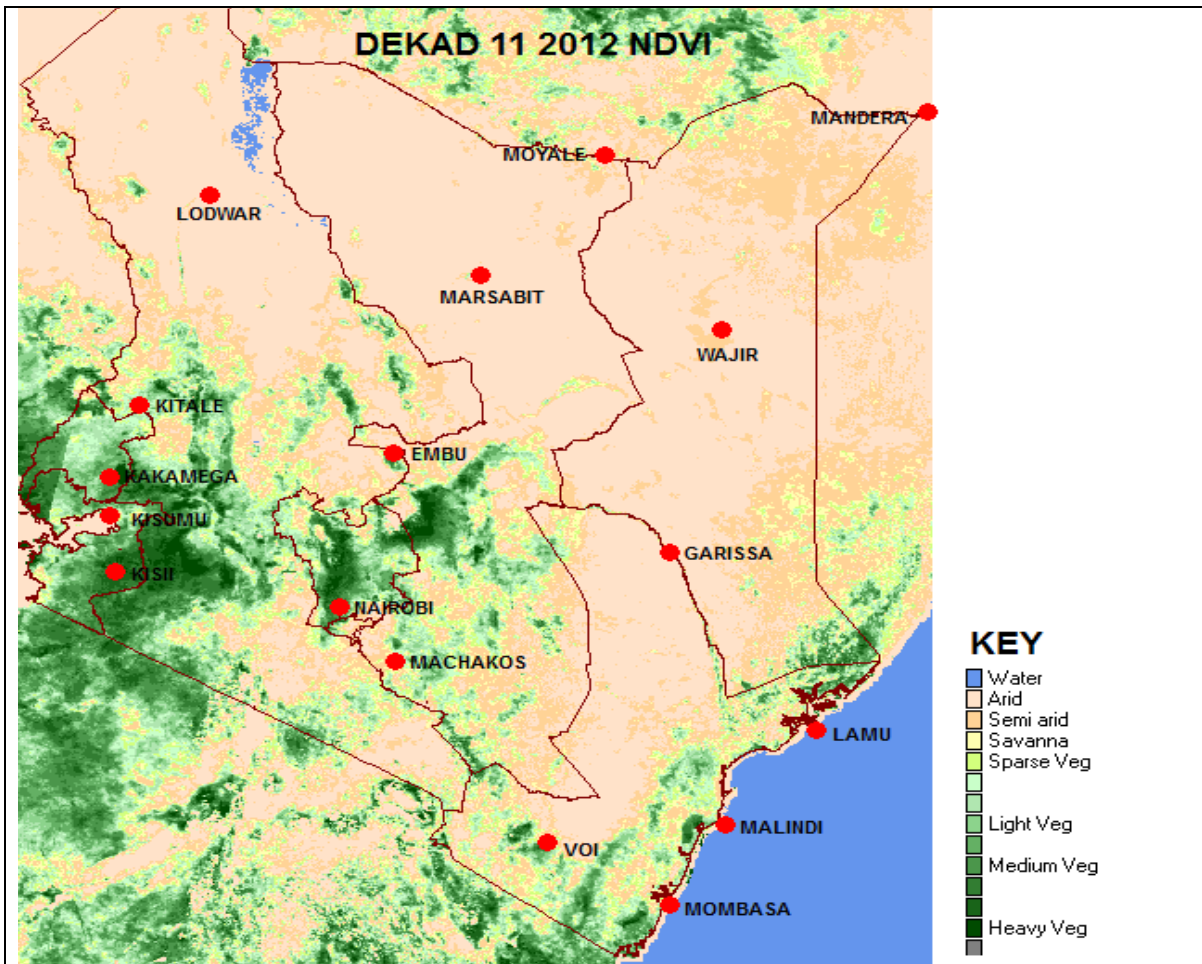 DEKAD 11 2012 NDVI
MANDERA
MOYALE
LODWAR
MARSABIT
WAJIR
KITALE
EMBU
KAKAMEGA
KISUMU
GARISSA
KISII
NAIROBI
MACHAKOS
LAMU
MALINDI
VOI
MOMBASA
KEY
Water
Arid
Semi arid
Savanna
Sparse Veg
Light Veg
Medium Veg
Heavy Veg